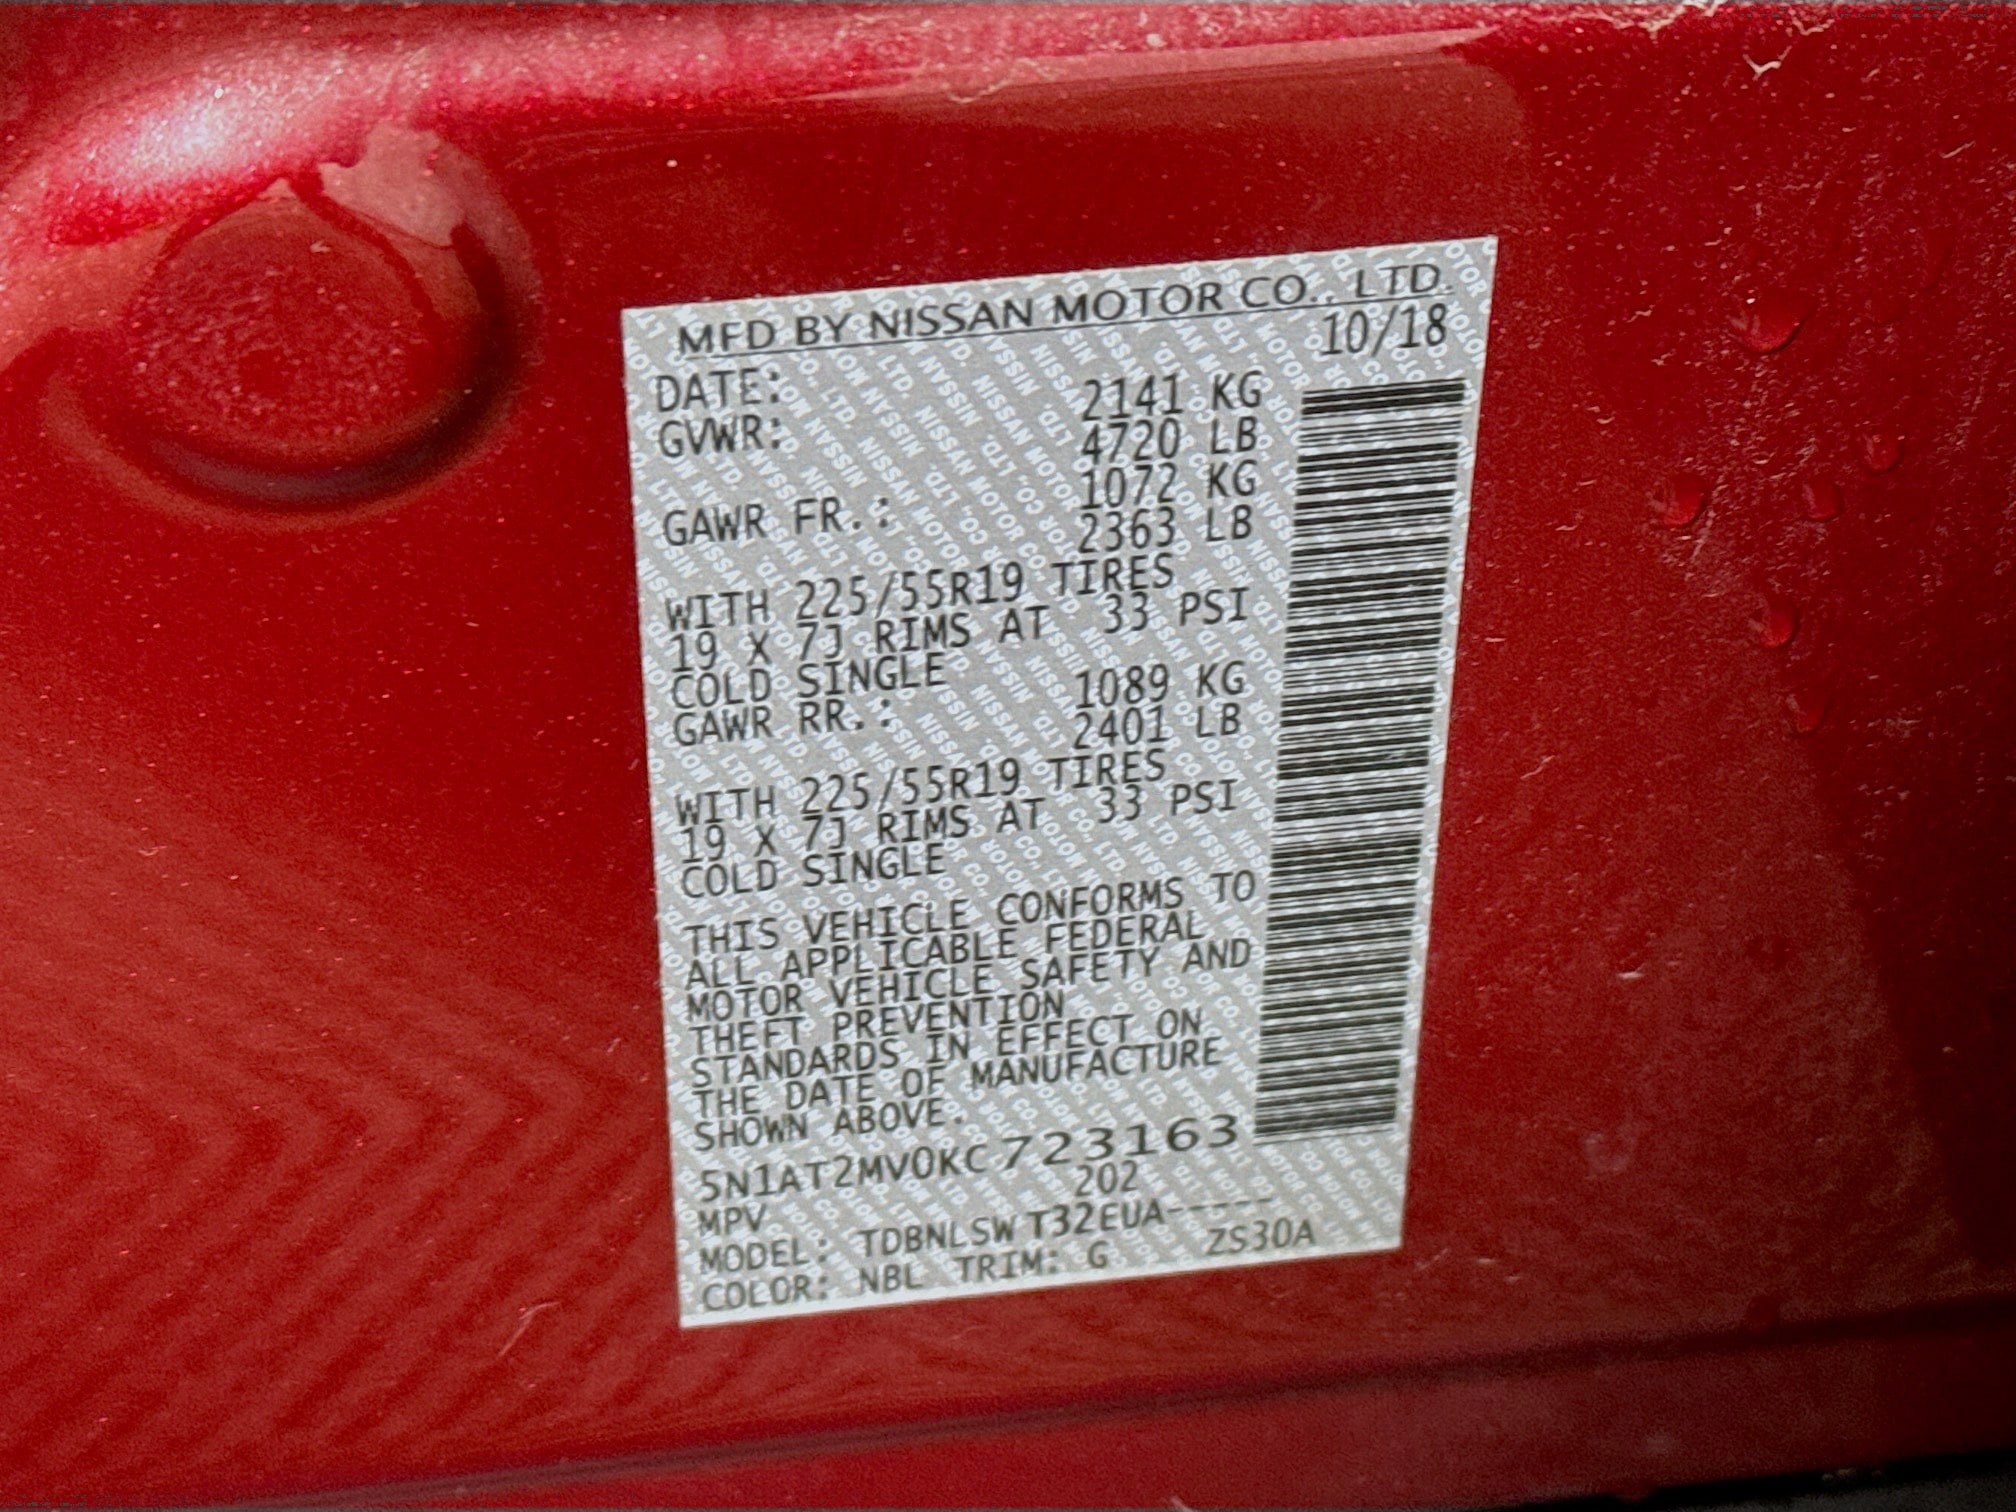 MFD BY NISSAN MOTOR CO., LTD.
DATE: 10/18
GVWR: 2141 KG
4720 LB
GAWR FR.: 1072 KG
2363 LB
WITH 225/55R19 TIRES
19 X 7J RIMS AT 33 PSI
COLD SINGLE
GAWR RR.: 1089 KG
2401 LB
WITH 225/55R19 TIRES
19 X 7J RIMS AT 33 PSI
COLD SINGLE
THIS VEHICLE CONFORMS TO
ALL APPLICABLE FEDERAL
MOTOR VEHICLE SAFETY AND
THEFT PREVENTION
STANDARDS IN EFFECT ON
THE DATE OF MANUFACTURE
SHOWN ABOVE.
5N1AT2MV0KC723163
MPV 202
MODEL: TDBNLSW T32EUA-----
COLOR: NBL TRIM: G ZS30A